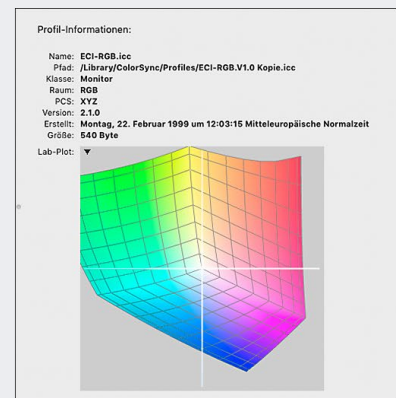 Profil-Informationen:
Name: ECI-RGB.icc
Pfad: /Library/ColorSync/Profiles/ECI-RGB.V1.0 Kopie.icc
Klasse: Monitor
Raum: RGB
PCS: XYZ
Version: 2.1.0
Erstellt: Montag, 22. Februar 1999 um 12:03:15 Mitteleuropäische Normalzeit
Größe: 540 Byte
Lab-Plot: